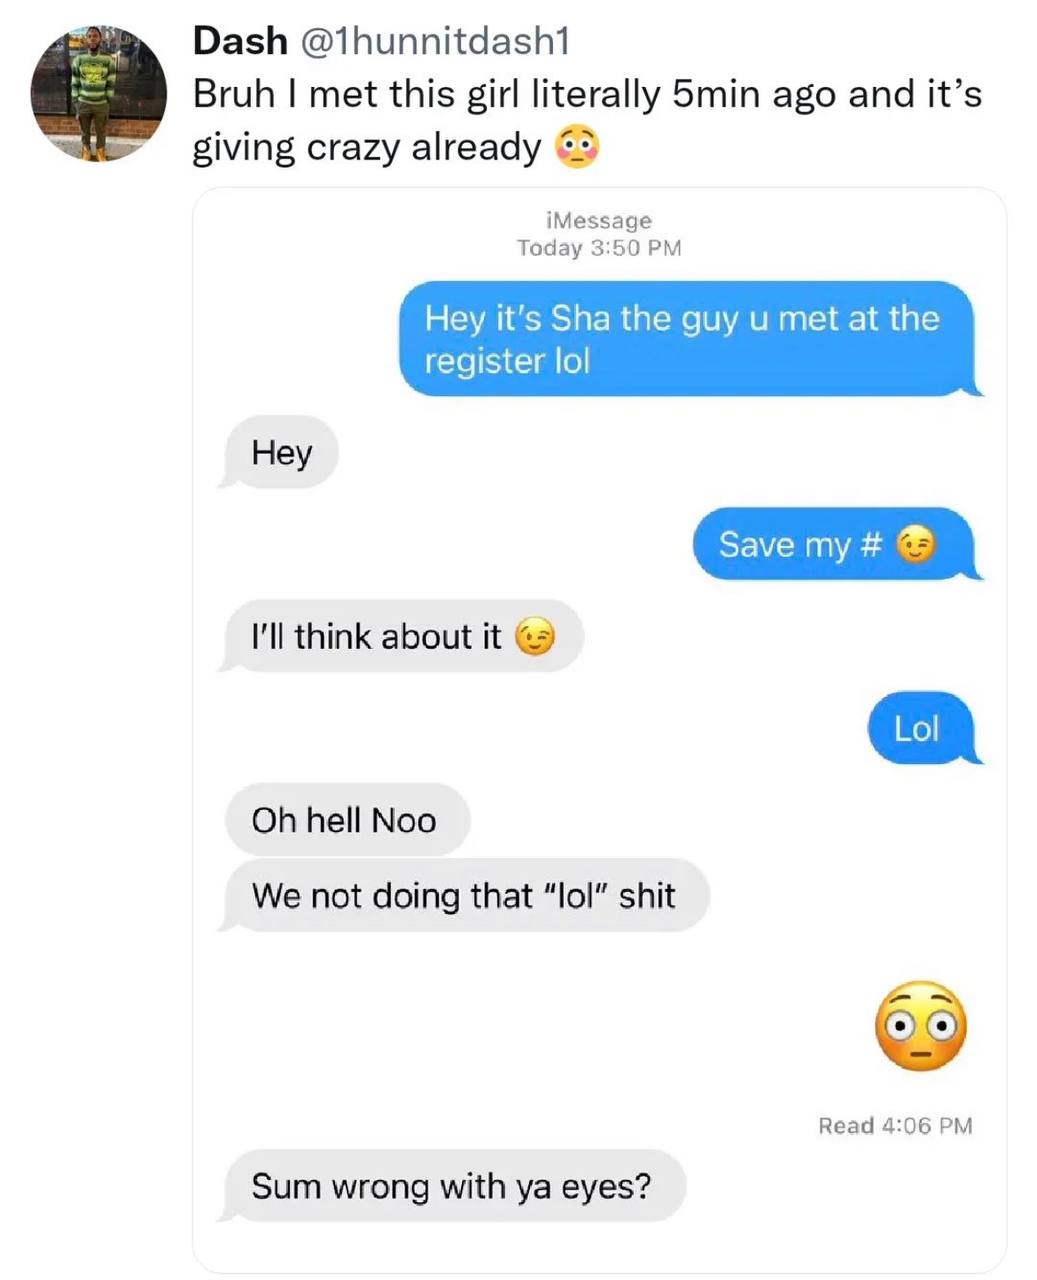 Dash @1hunnitdash1
Bruh I met this girl literally 5min ago and it's
giving crazy already 😳
iMessage
Today 3:50 PM
Hey it's Sha the guy u met at the
register lol
Hey
Save my # 😉
I'll think about it 😉
Lol
Oh hell Noo
We not doing that "lol" shit
😳
Read 4:06 PM
Sum wrong with ya eyes?